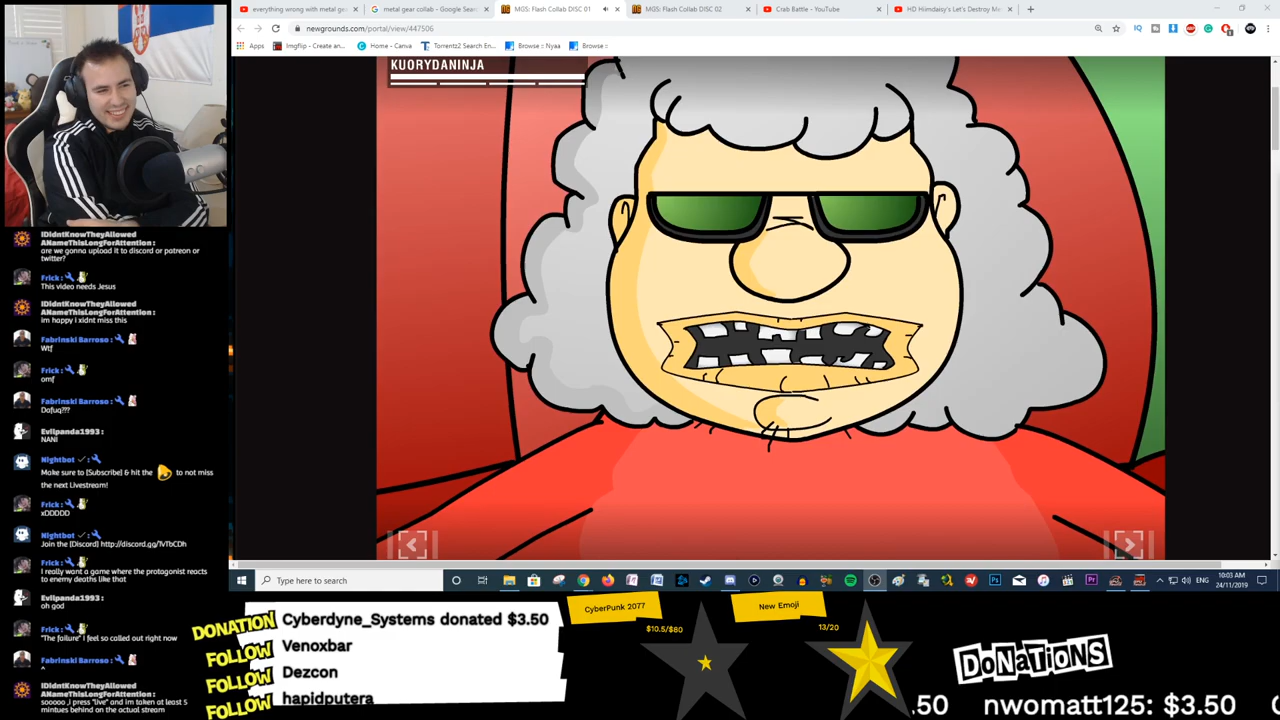 everything wrong with metal gea
metal gear collab - Google Sear
MGS: Flash Collab DISC 01
MGS: Flash Collab DISC 02
Crab Battle - YouTube
HD Hiimdaisy's Let's Destroy Me
newgrounds.com/portal/view/447506
Apps
Imgflip - Create an...
Home - Canva
Torrentz2 Search En...
Browse :: Nyaa
Browse ::
KUORYDANINJA
IDidntKnowTheyAllowed
ANameThisLongForAttention :
are we gonna upload it to discord or patreon or
twitter?
Frick :
This video needs Jesus
IDidntKnowTheyAllowed
ANameThisLongForAttention :
im happy i xidnt miss this
Fabrinski Barroso :
Wtf
Frick :
omf
Fabrinski Barroso :
Dafuq???
Evilpanda1993 :
NANI
Nightbot
Make sure to [Subscribe] & hit the to not miss
the next Livestream!
Frick :
xDDDDD
Nightbot
Join the [Discord] http://discord.gg/1VTbCDh
Frick :
I really want a game where the protagonist reacts
to enemy deaths like that
Evilpanda1993 :
oh god
Frick :
"The failure" I feel so called out right now
Fabrinski Barroso :
^
IDidntKnowTheyAllowed
ANameThisLongForAttention :
sooooo ,i press "live" and im taken at least 5
mintues behind on the actual stream
Type here to search
ENG
10:03 AM
24/11/2019
DONATION Cyberdyne_Systems donated $3.50
FOLLOW Venoxbar
FOLLOW Dezcon
FOLLOW hapidputera
CyberPunk 2077
$10.5/$80
New Emoji
13/20
DoNATiONS
.50 nwomatt125: $3.50